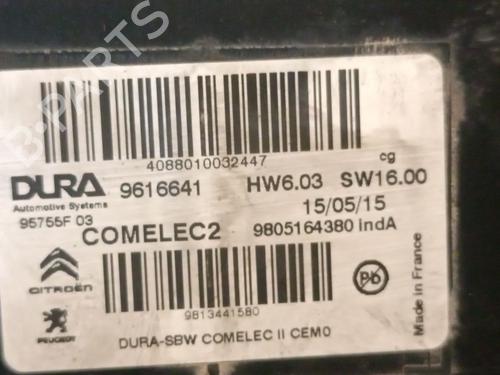 4088010032447
cg
DURA 9616641 HW6.03 SW16.00
Automotive Systems
95755F 03 15/05/15
COMELEC2 9805164380 indA
CITROËN
Pb
9813441580
PEUGEOT
DURA-SBW COMELEC II CEM0
Made in France
B-PARTS